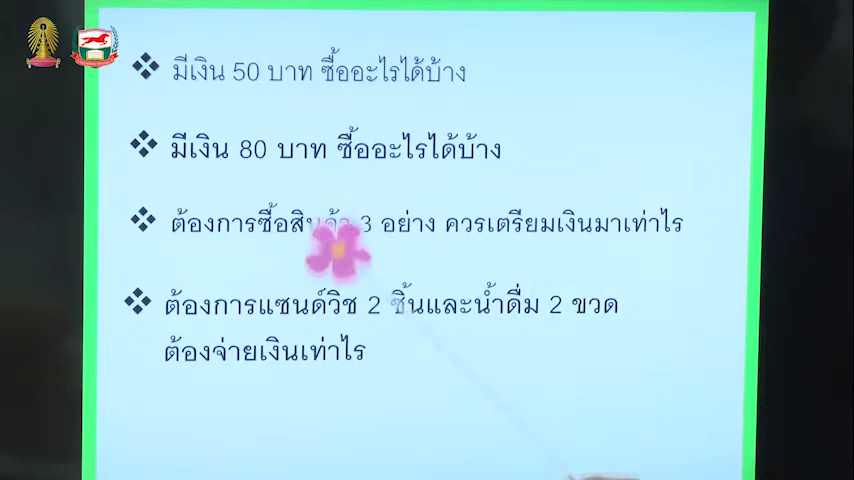 มีเงิน 50 บาท ซื้ออะไรได้บ้าง
มีเงิน 80 บาท ซื้ออะไรได้บ้าง
ต้องการซื้อสินค้า 3 อย่าง ควรเตรียมเงินมาเท่าไร
ต้องการแซนด์วิช 2 ชิ้นและน้ำดื่ม 2 ขวด
ต้องจ่ายเงินเท่าไร